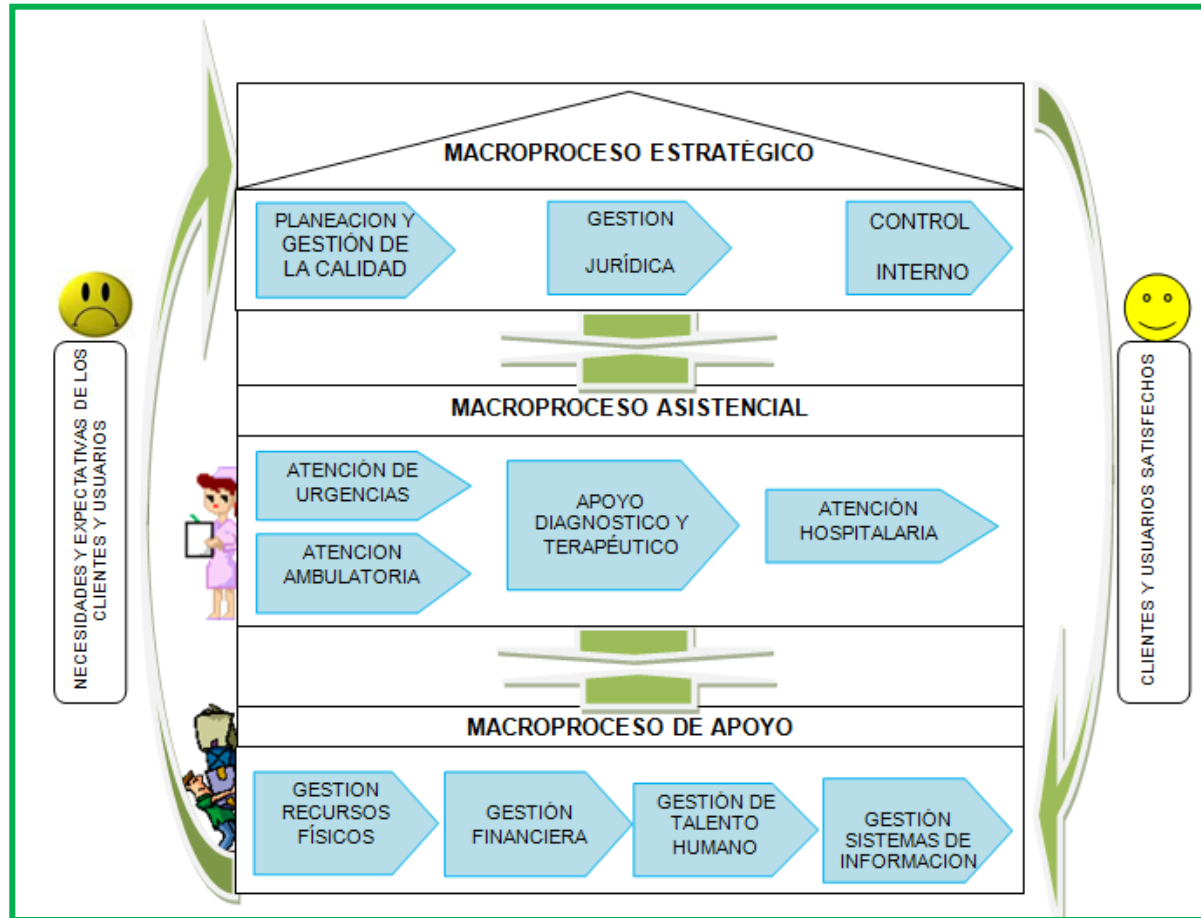 MACROPROCESO ESTRATÉGICO
PLANEACION Y
GESTIÓN DE
LA CALIDAD
GESTION
JURÍDICA
CONTROL
INTERNO
NECESIDADES Y EXPECTATIVAS DE LOS
CLIENTES Y USUARIOS
CLIENTES Y USUARIOS SATISFECHOS
MACROPROCESO ASISTENCIAL
ATENCIÓN DE
URGENCIAS
ATENCION
AMBULATORIA
APOYO
DIAGNOSTICO Y
TERAPÉUTICO
ATENCIÓN
HOSPITALARIA
MACROPROCESO DE APOYO
GESTION
RECURSOS
FÍSICOS
GESTIÓN
FINANCIERA
GESTIÓN DE
TALENTO
HUMANO
GESTIÓN
SISTEMAS DE
INFORMACION